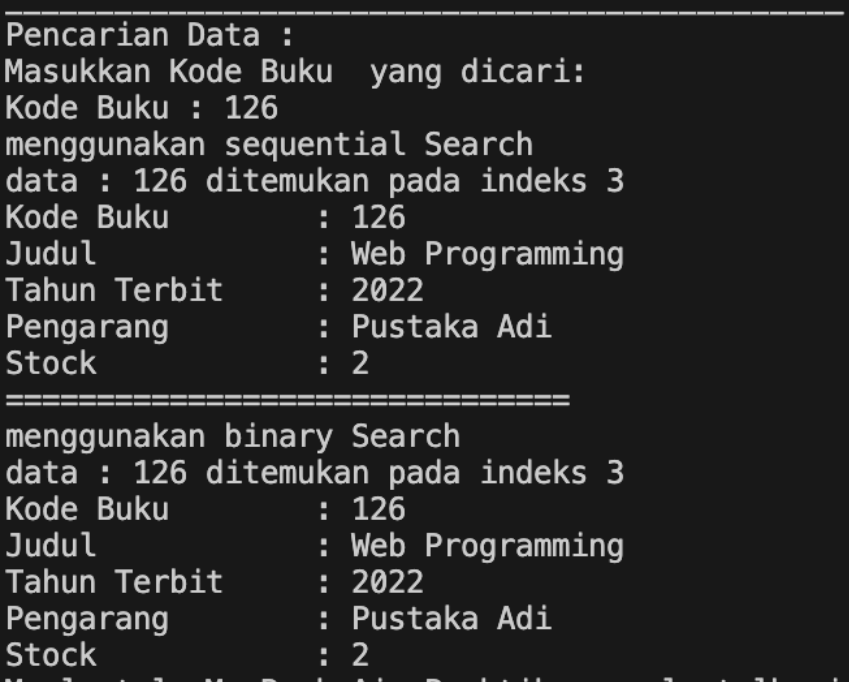 Pencarian Data :
Masukkan Kode Buku  yang dicari:
Kode Buku : 126
menggunakan sequential Search
data : 126 ditemukan pada indeks 3
Kode Buku        : 126
Judul            : Web Programming
Tahun Terbit     : 2022
Pengarang        : Pustaka Adi
Stock            : 2
===============================
menggunakan binary Search
data : 126 ditemukan pada indeks 3
Kode Buku        : 126
Judul            : Web Programming
Tahun Terbit     : 2022
Pengarang        : Pustaka Adi
Stock            : 2